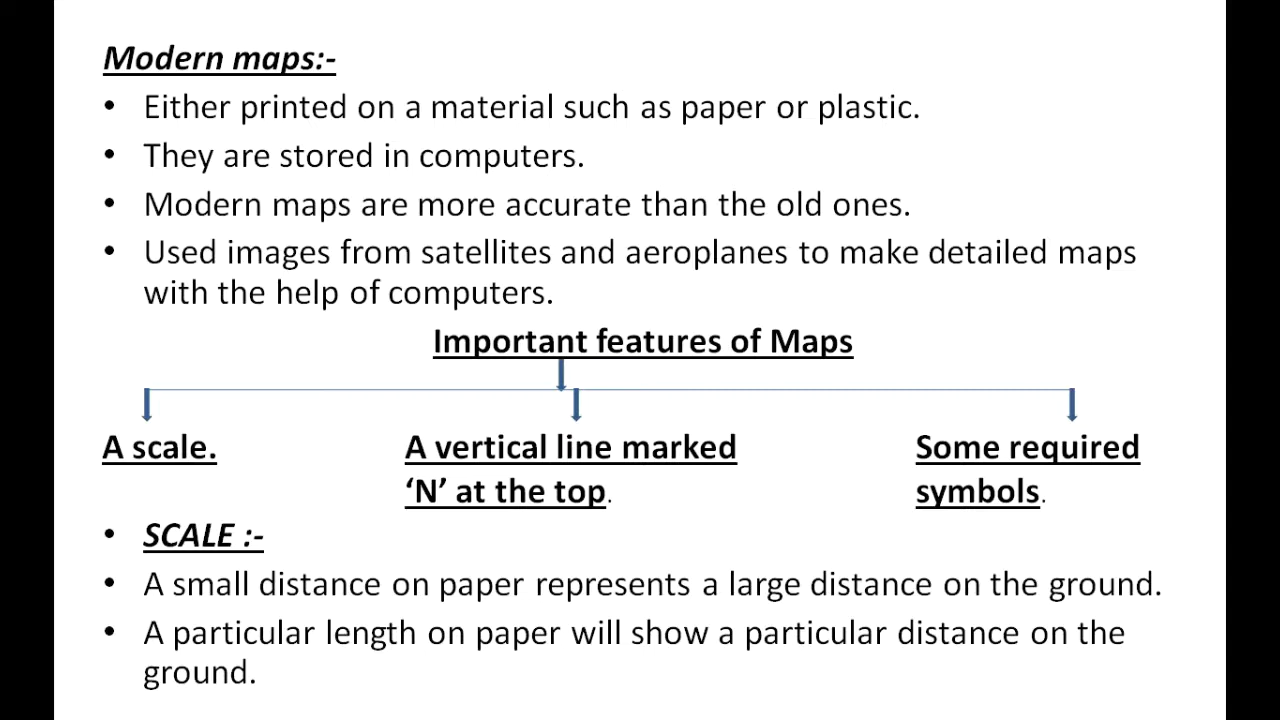 Modern maps:-
• Either printed on a material such as paper or plastic.
• They are stored in computers.
• Modern maps are more accurate than the old ones.
• Used images from satellites and aeroplanes to make detailed maps
with the help of computers.
Important features of Maps
A scale.
A vertical line marked
‘N’ at the top.
Some required
symbols.
• SCALE :-
• A small distance on paper represents a large distance on the ground.
• A particular length on paper will show a particular distance on the
ground.